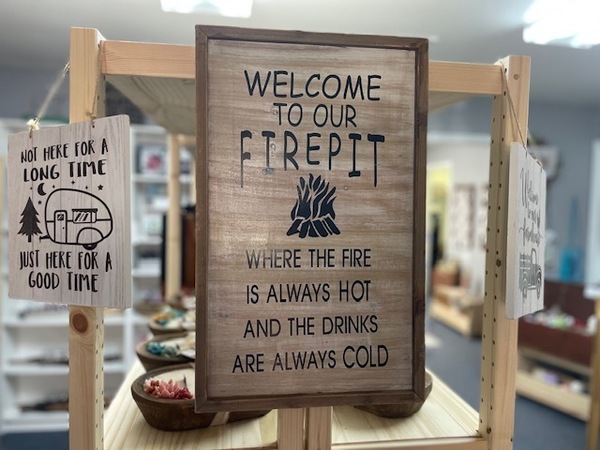 NOT HERE FOR A
LONG TIME
JUST HERE FOR A
GOOD TIME
WELCOME
TO OUR
FIREPIT
WHERE THE FIRE
IS ALWAYS HOT
AND THE DRINKS
ARE ALWAYS COLD